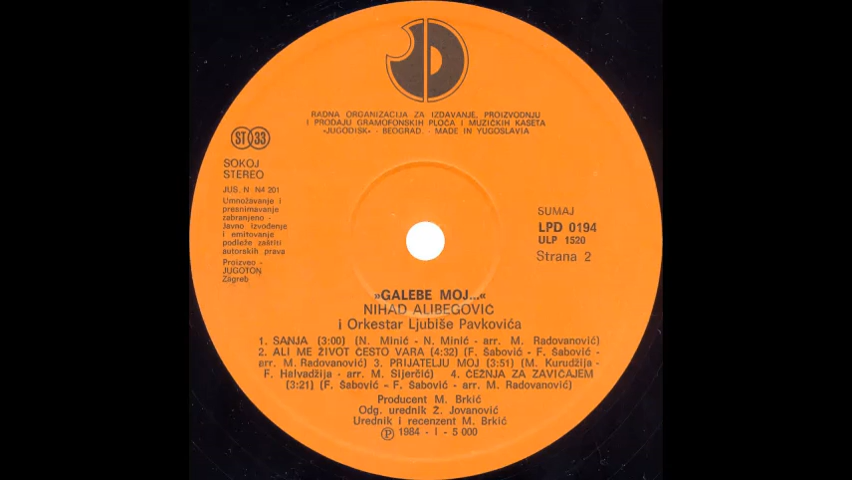 RADNA ORGANIZACIJA ZA IZDAVANJE, PROIZVODNJU
I PRODAJU GRAMOFONSKIH PLOČA I MUZIČKIH KASETA
»JUGODISK« - BEOGRAD. - MADE IN YUGOSLAVIA
ST 33
SOKOJ
STEREO
JUS. N N4 201
Umnožavanje i
presnimavanje
zabranjeno -
Javno izvođenje
i emitovanje
podleže zaštiti
autorskih prava
Proizveo -
JUGOTON
Zagreb
SUMAJ
LPD 0194
ULP 1520
Strana 2
»GALEBE MOJ...«
NIHAD ALIBEGOVIĆ
i Orkestar Ljubiše Pavkovića
1. SANJA (3:00) (N. Minić - N. Minić - arr. M. Radovanović)
2. ALI ME ŽIVOT ČESTO VARA (4:32) (F. Šabović - F. Šabović -
arr. M. Radovanović) 3. PRIJATELJU MOJ (3:51) (M. Kurudžija -
F. Halvadžija - arr. M. Sijerčić) 4. ČEŽNJA ZA ZAVIČAJEM
(3:21) (F. Šabović - F. Šabović - arr. M. Radovanović)
Producent M. Brkić
Odg. urednik Ž. Jovanović
Urednik i recenzent M. Brkić
Ⓟ 1984 - I - 5 000